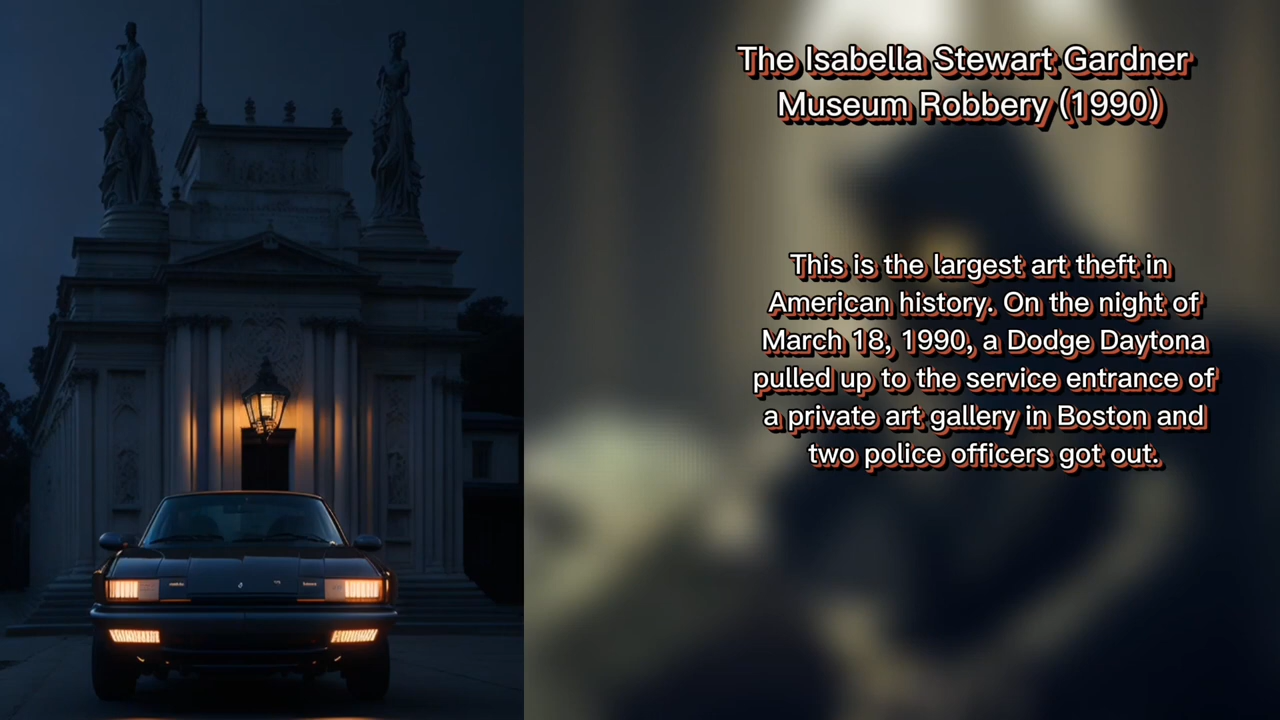 The Isabella Stewart Gardner
Museum Robbery (1990)
This is the largest art theft in
American history. On the night of
March 18, 1990, a Dodge Daytona
pulled up to the service entrance of
a private art gallery in Boston and
two police officers got out.